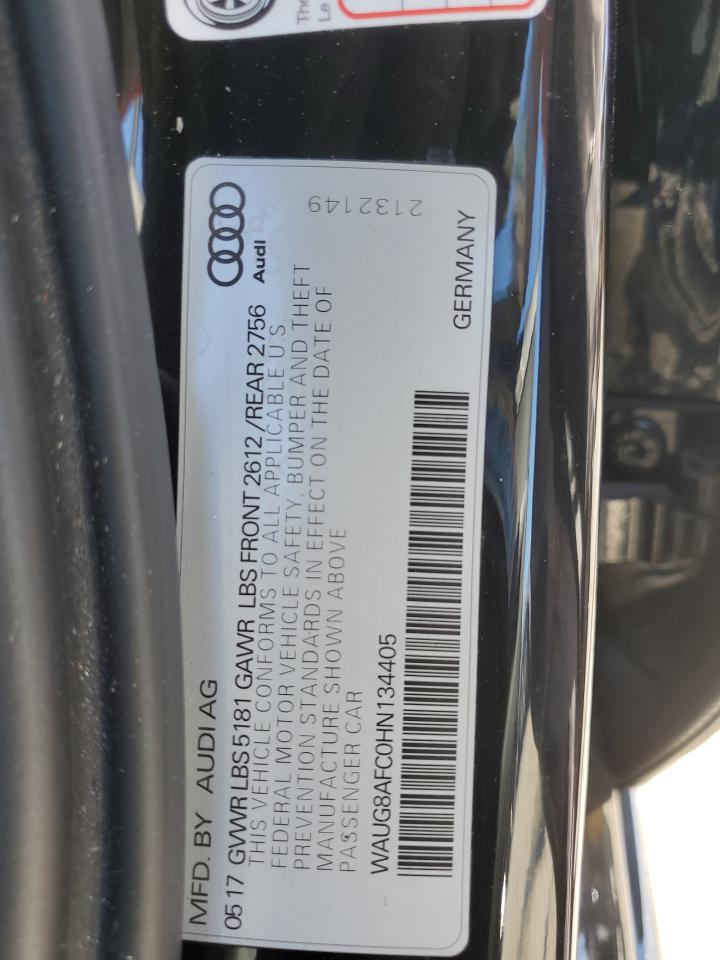 MFD. BY AUDI AG
05 17 GVWR LBS 5181 GAWR LBS FRONT 2612 / REAR 2756
THIS VEHICLE CONFORMS TO ALL APPLICABLE U.S.
FEDERAL MOTOR VEHICLE SAFETY, BUMPER AND THEFT
PREVENTION STANDARDS IN EFFECT ON THE DATE OF
MANUFACTURE SHOWN ABOVE
PASSENGER CAR
WAUG8AFC0HN134405
GERMANY
Audi
2132149
Le